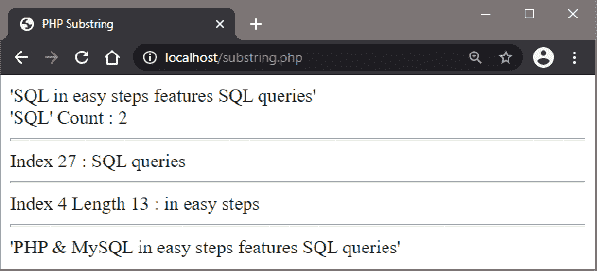 PHP Substring
localhost/substring.php
'SQL in easy steps features SQL queries'
'SQL' Count : 2
Index 27 : SQL queries
Index 4 Length 13 : in easy steps
'PHP & MySQL in easy steps features SQL queries'